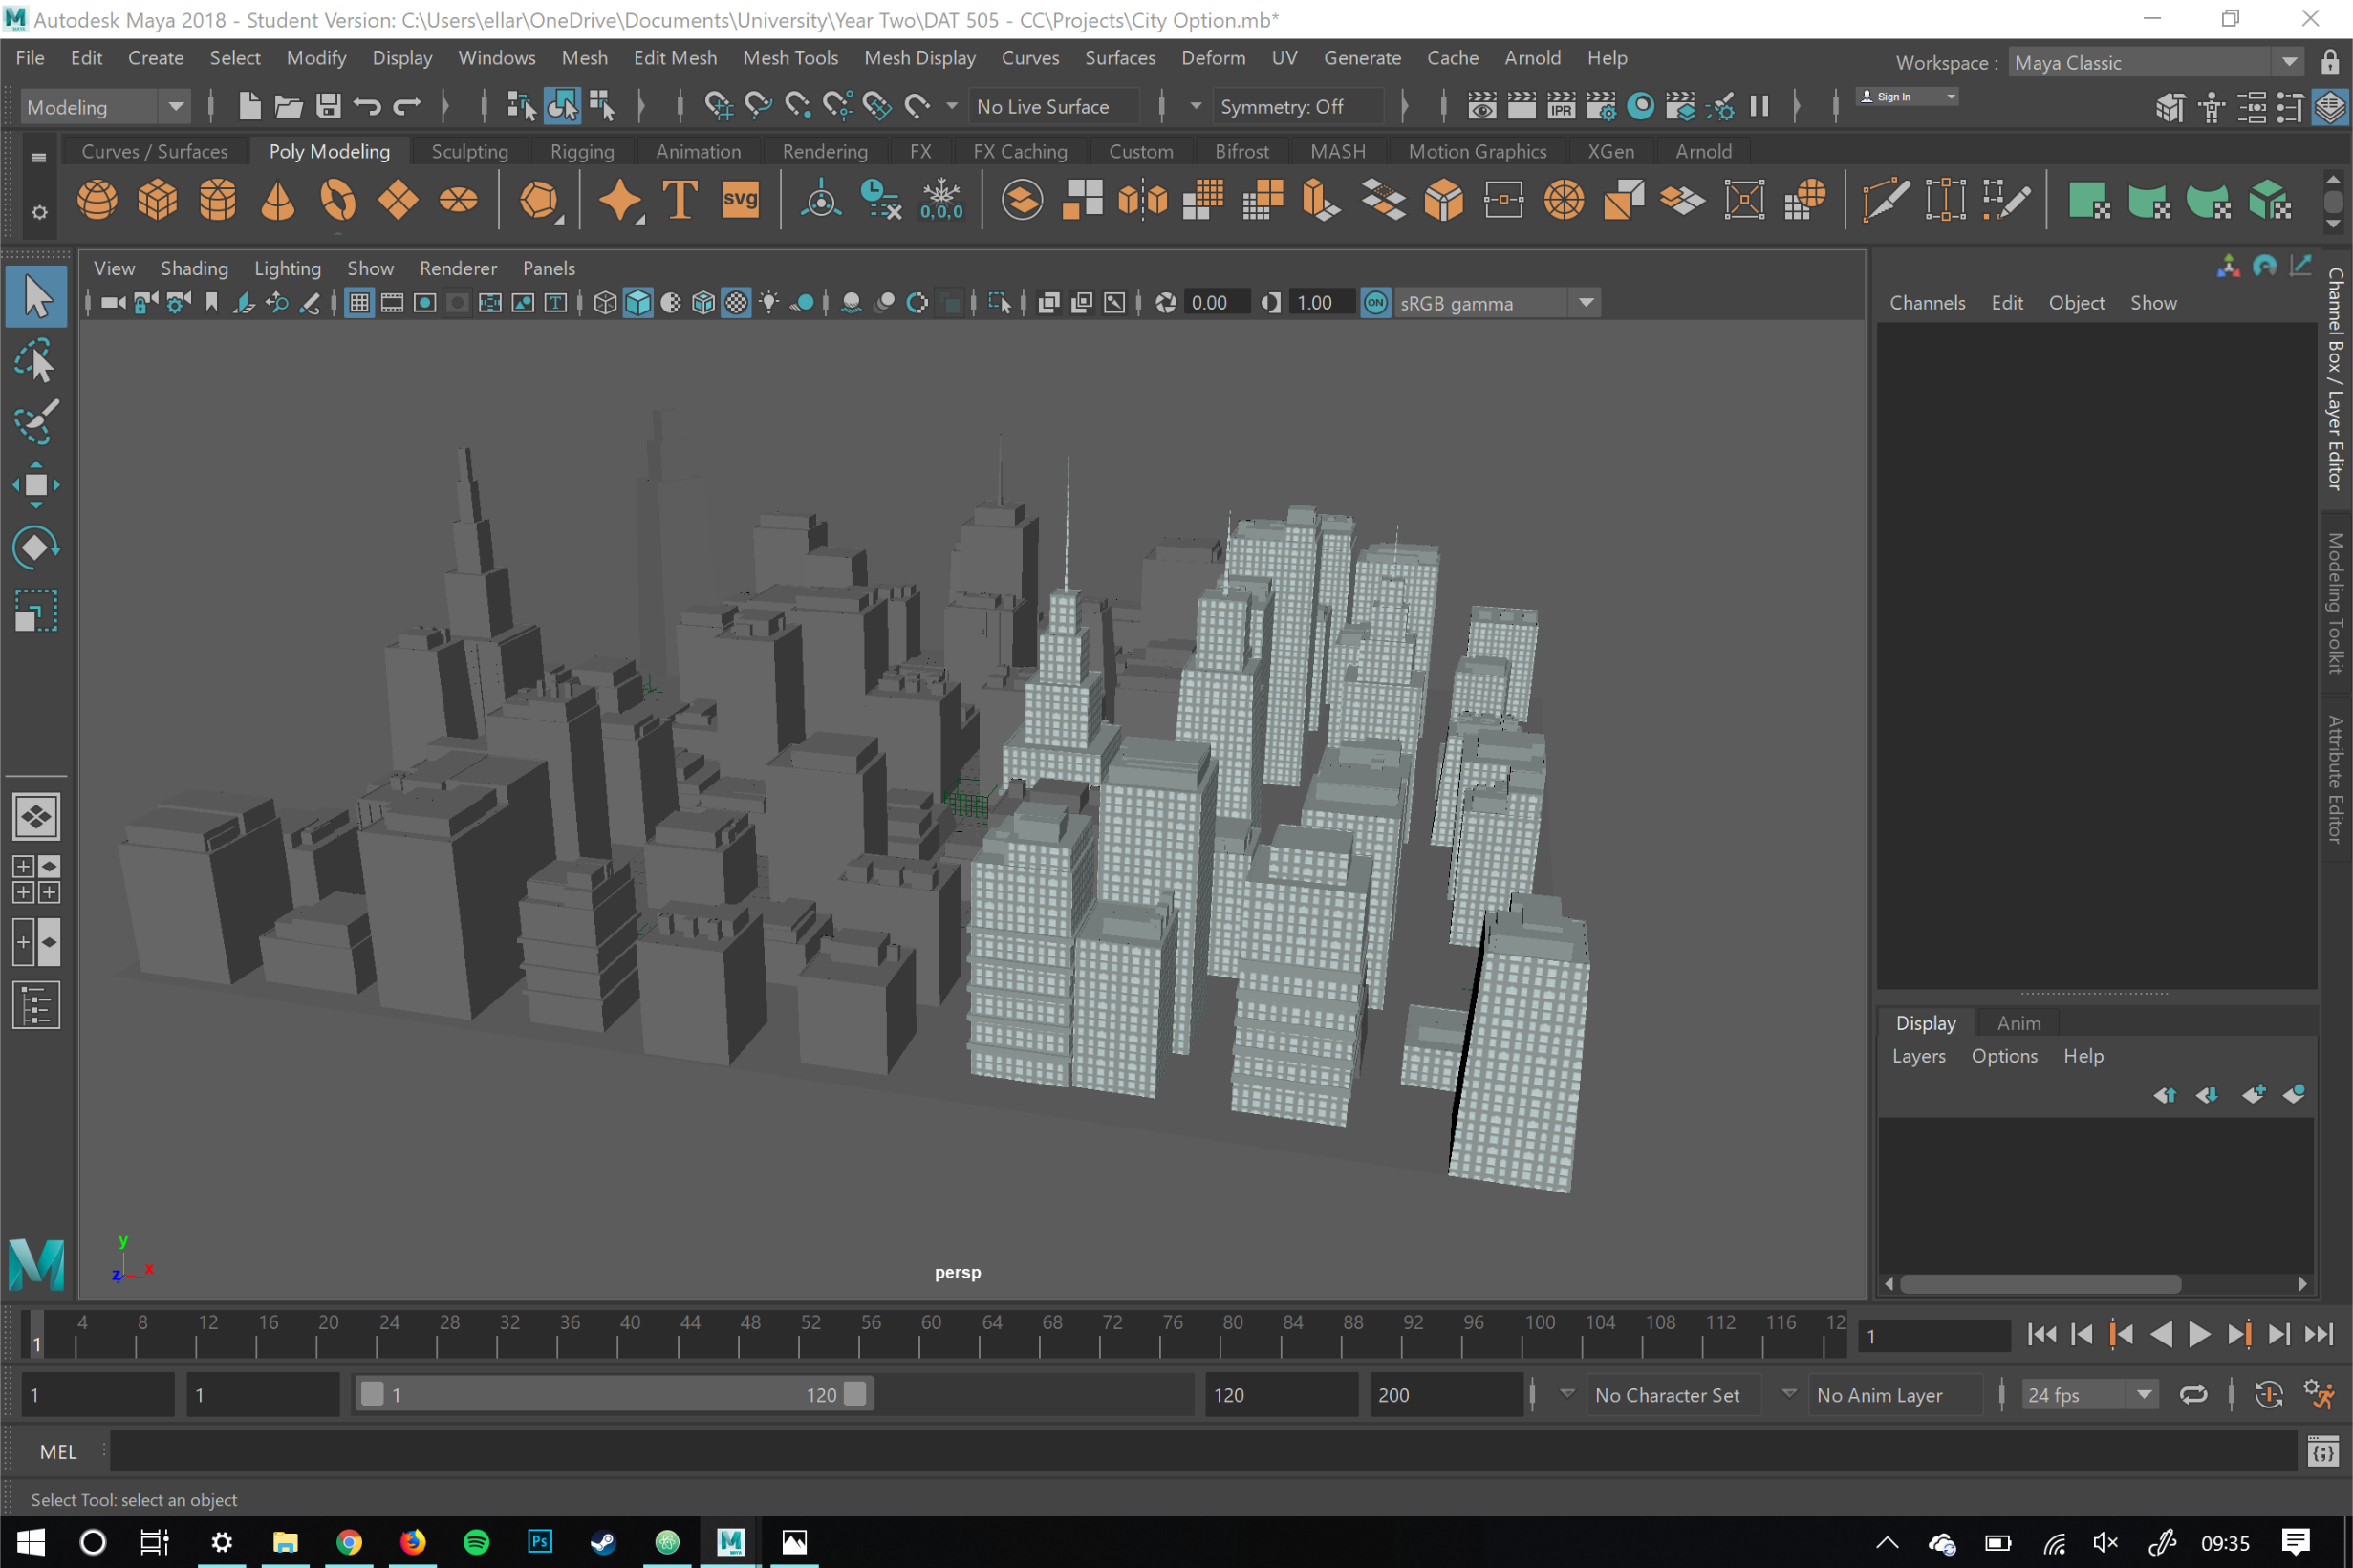 Autodesk Maya 2018 - Student Version: C:\Users\ellar\OneDrive\Documents\University\Year Two\DAT 505 - CC\Projects\City Option.mb*
File Edit Create Select Modify Display Windows Mesh Edit Mesh Mesh Tools Mesh Display Curves Surfaces Deform UV Generate Cache Arnold Help Workspace : Maya Classic
Modeling No Live Surface Symmetry: Off IPR Sign In
Curves / Surfaces Poly Modeling Sculpting Rigging Animation Rendering FX FX Caching Custom Bifrost MASH Motion Graphics XGen Arnold
T svg 0,0,0
View Shading Lighting Show Renderer Panels
0.00 1.00 ON sRGB gamma
Channels Edit Object Show
Channel Box / Layer Editor
Modeling Toolkit
Attribute Editor
Display Anim
Layers Options Help
y
z x
persp
M
1 4 8 12 16 20 24 28 32 36 40 44 48 52 56 60 64 68 72 76 80 84 88 92 96 100 104 108 112 116 12 1
1 1 1 120 120 200 No Character Set No Anim Layer 24 fps
MEL
Select Tool: select an object
Ps M 09:35